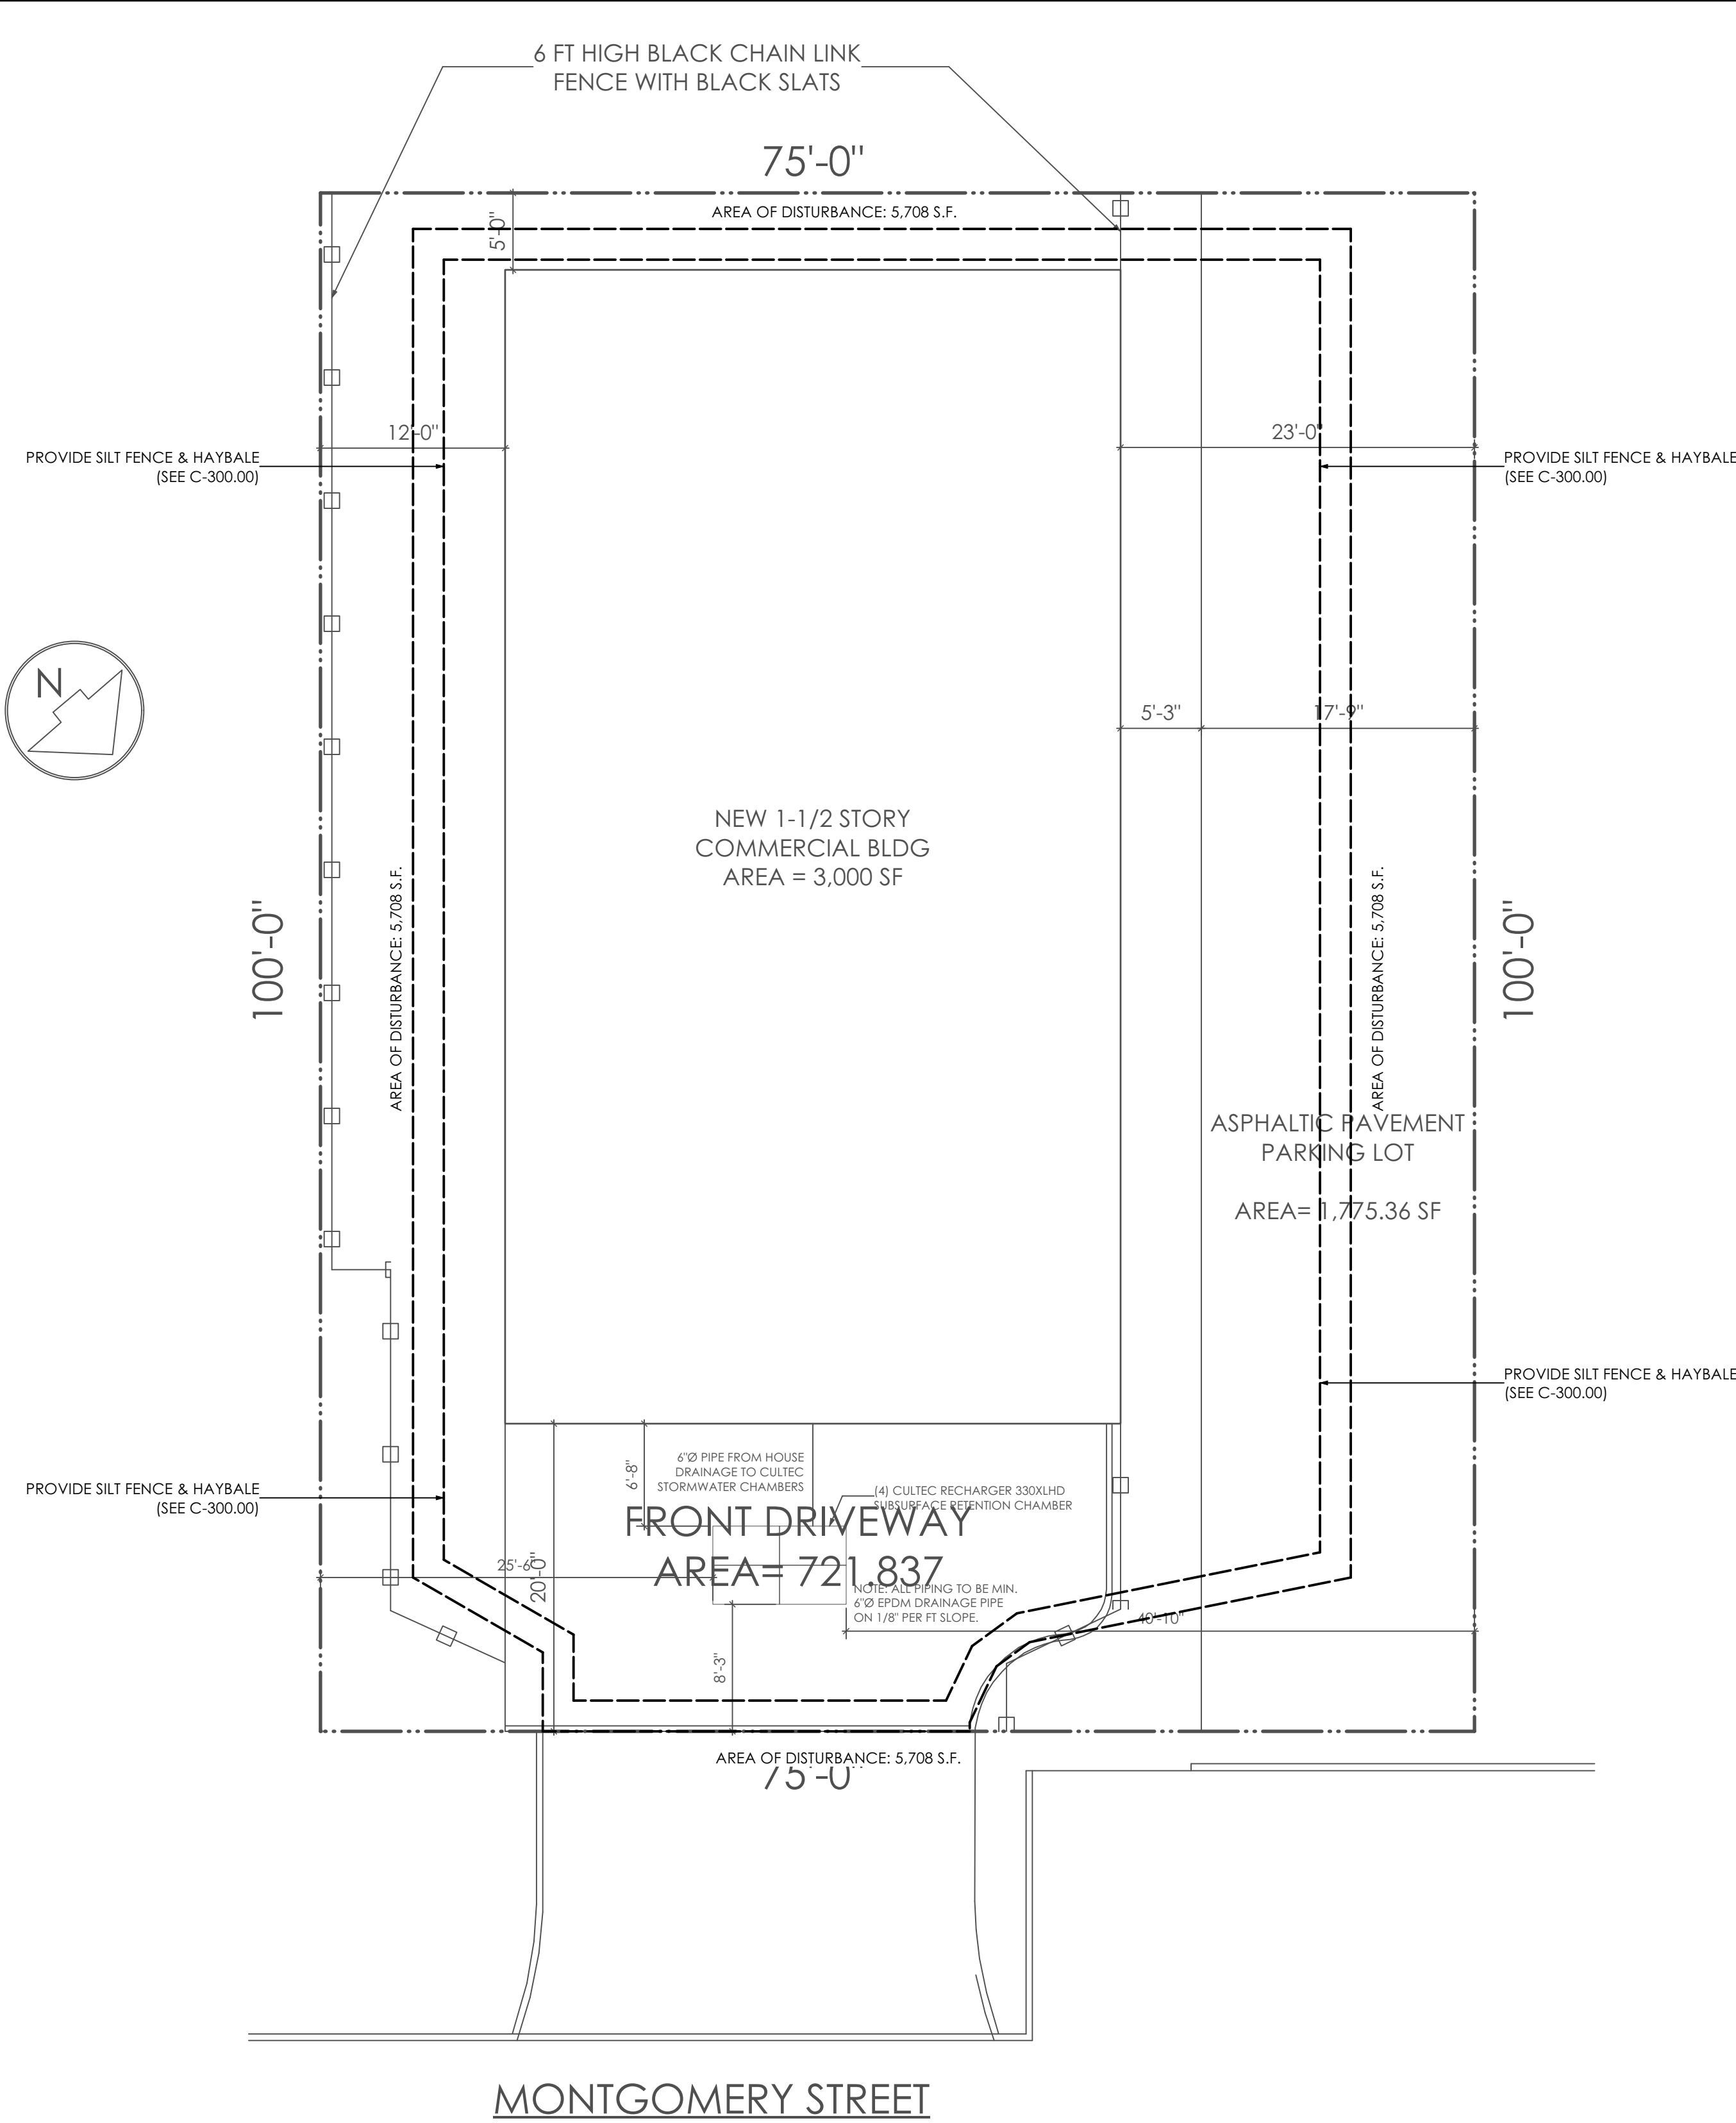 6 FT HIGH BLACK CHAIN LINK
FENCE WITH BLACK SLATS
75'-0"
AREA OF DISTURBANCE: 5,708 S.F.
5'-0"
12'-0"
23'-0"
PROVIDE SILT FENCE & HAYBALE
(SEE C-300.00)
PROVIDE SILT FENCE & HAYBALE
(SEE C-300.00)
N
5'-3"
17'-9"
NEW 1-1/2 STORY
COMMERCIAL BLDG
AREA = 3,000 SF
100'-0"
AREA OF DISTURBANCE: 5,708 S.F.
AREA OF DISTURBANCE: 5,708 S.F.
100'-0"
ASPHALTIC PAVEMENT
PARKING LOT
AREA= 1,775.36 SF
PROVIDE SILT FENCE & HAYBALE
(SEE C-300.00)
6'-8"
6"Ø PIPE FROM HOUSE
DRAINAGE TO CULTEC
STORMWATER CHAMBERS
(4) CULTEC RECHARGER 330XLHD
SUBSURFACE RETENTION CHAMBER
PROVIDE SILT FENCE & HAYBALE
(SEE C-300.00)
FRONT DRIVEWAY
AREA= 721.837
25'-6"
20'-0"
NOTE: ALL PIPING TO BE MIN.
6"Ø EPDM DRAINAGE PIPE
ON 1/8" PER FT SLOPE.
40'-10"
8'-3"
AREA OF DISTURBANCE: 5,708 S.F.
75'-0"
MONTGOMERY STREET